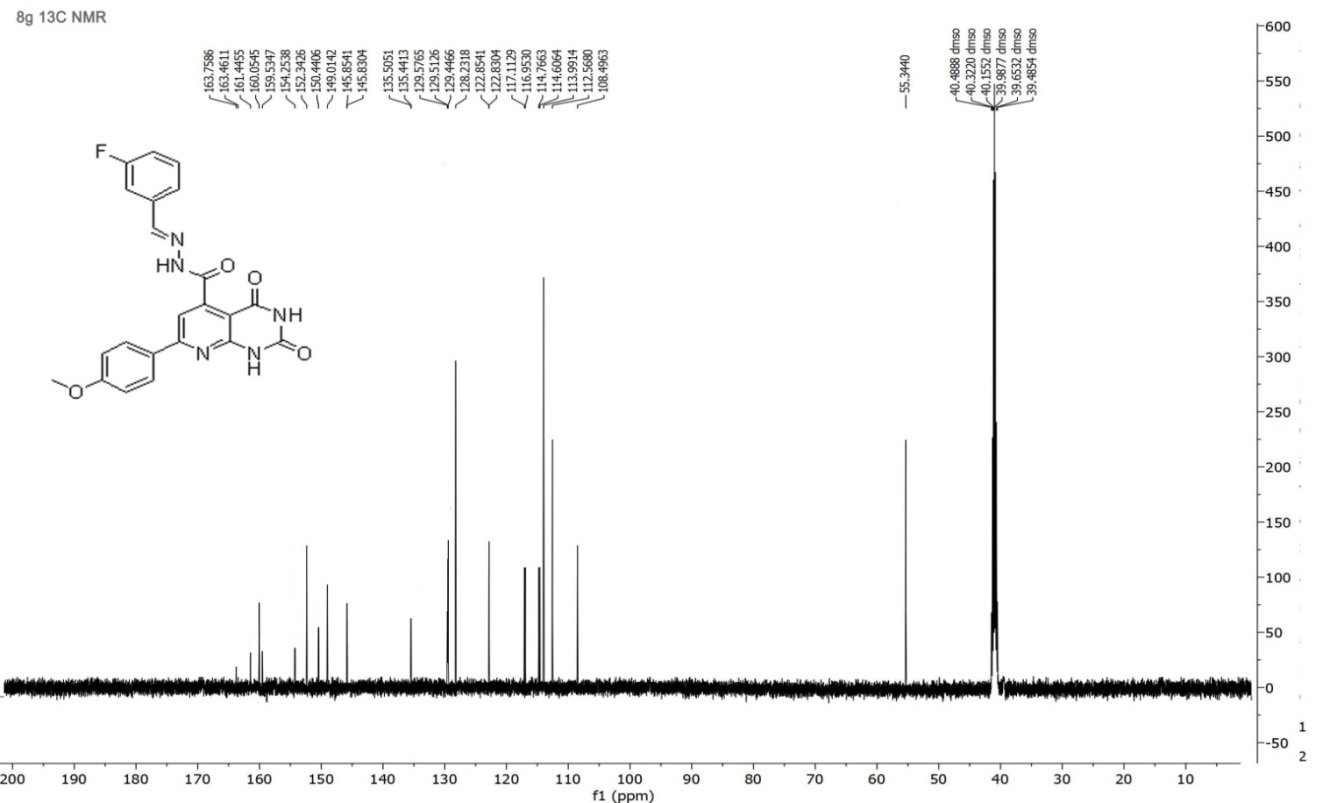 8g 13C NMR
163.7586
163.4611
161.4455
160.0545
159.5347
154.2538
152.3426
150.4406
149.0142
145.8541
145.8304
135.5051
135.4413
129.5765
129.5126
129.4466
128.2318
122.8541
122.8304
117.1129
116.9530
114.7663
114.6064
113.9914
112.5680
108.4963
55.3440
40.4888 dmso
40.3220 dmso
40.1552 dmso
39.9877 dmso
39.6532 dmso
39.4854 dmso
F
N
HN
O
O
NH
N
N
H
O
O
600
550
500
450
400
350
300
250
200
150
100
50
0
-50
1
2
200 190 180 170 160 150 140 130 120 110 100 90 80 70 60 50 40 30 20 10
f1 (ppm)